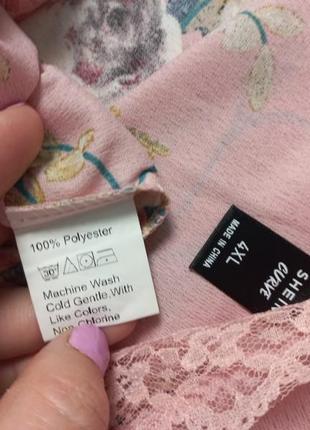 100% Polyester
30°
Machine Wash
Cold Gentle, With
Like Colors,
Non Chlorine
SHEIN
CURVE
4XL
MADE IN CHINA